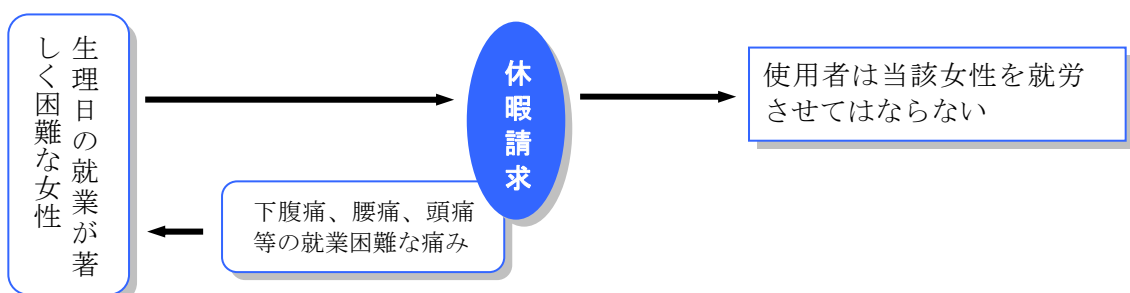 生理日の就業が著
しく困難な女性
休暇請求
使用者は当該女性を就労
させてはならない
下腹痛、腰痛、頭痛
等の就業困難な痛み